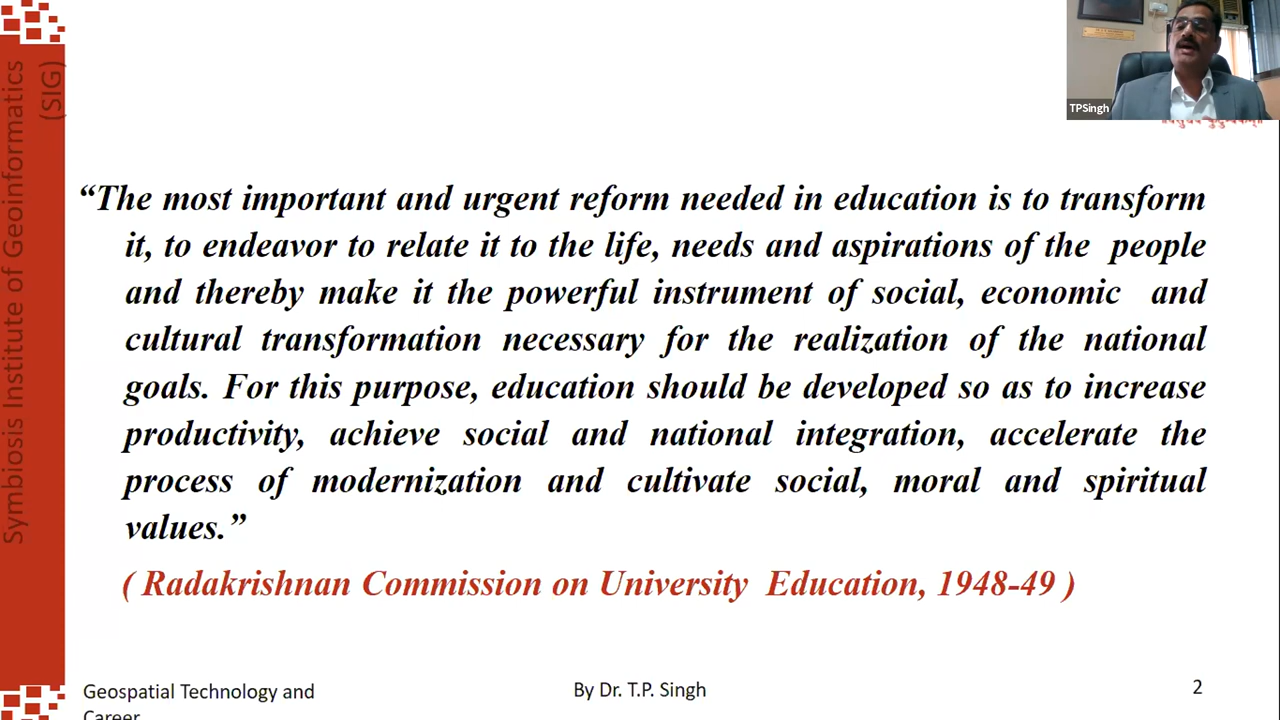 Symbiosis Institute of Geoinformatics
(SIG)
TPSingh
“The most important and urgent reform needed in education is to transform
it, to endeavor to relate it to the life, needs and aspirations of the people
and thereby make it the powerful instrument of social, economic and
cultural transformation necessary for the realization of the national
goals. For this purpose, education should be developed so as to increase
productivity, achieve social and national integration, accelerate the
process of modernization and cultivate social, moral and spiritual
values.”
( Radakrishnan Commission on University Education, 1948-49 )
Geospatial Technology and
Career
By Dr. T.P. Singh
2